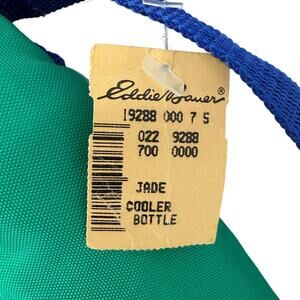 Eddie Bauer®
19288 000 7 5
022 9288
700 0000
JADE
COOLER
BOTTLE